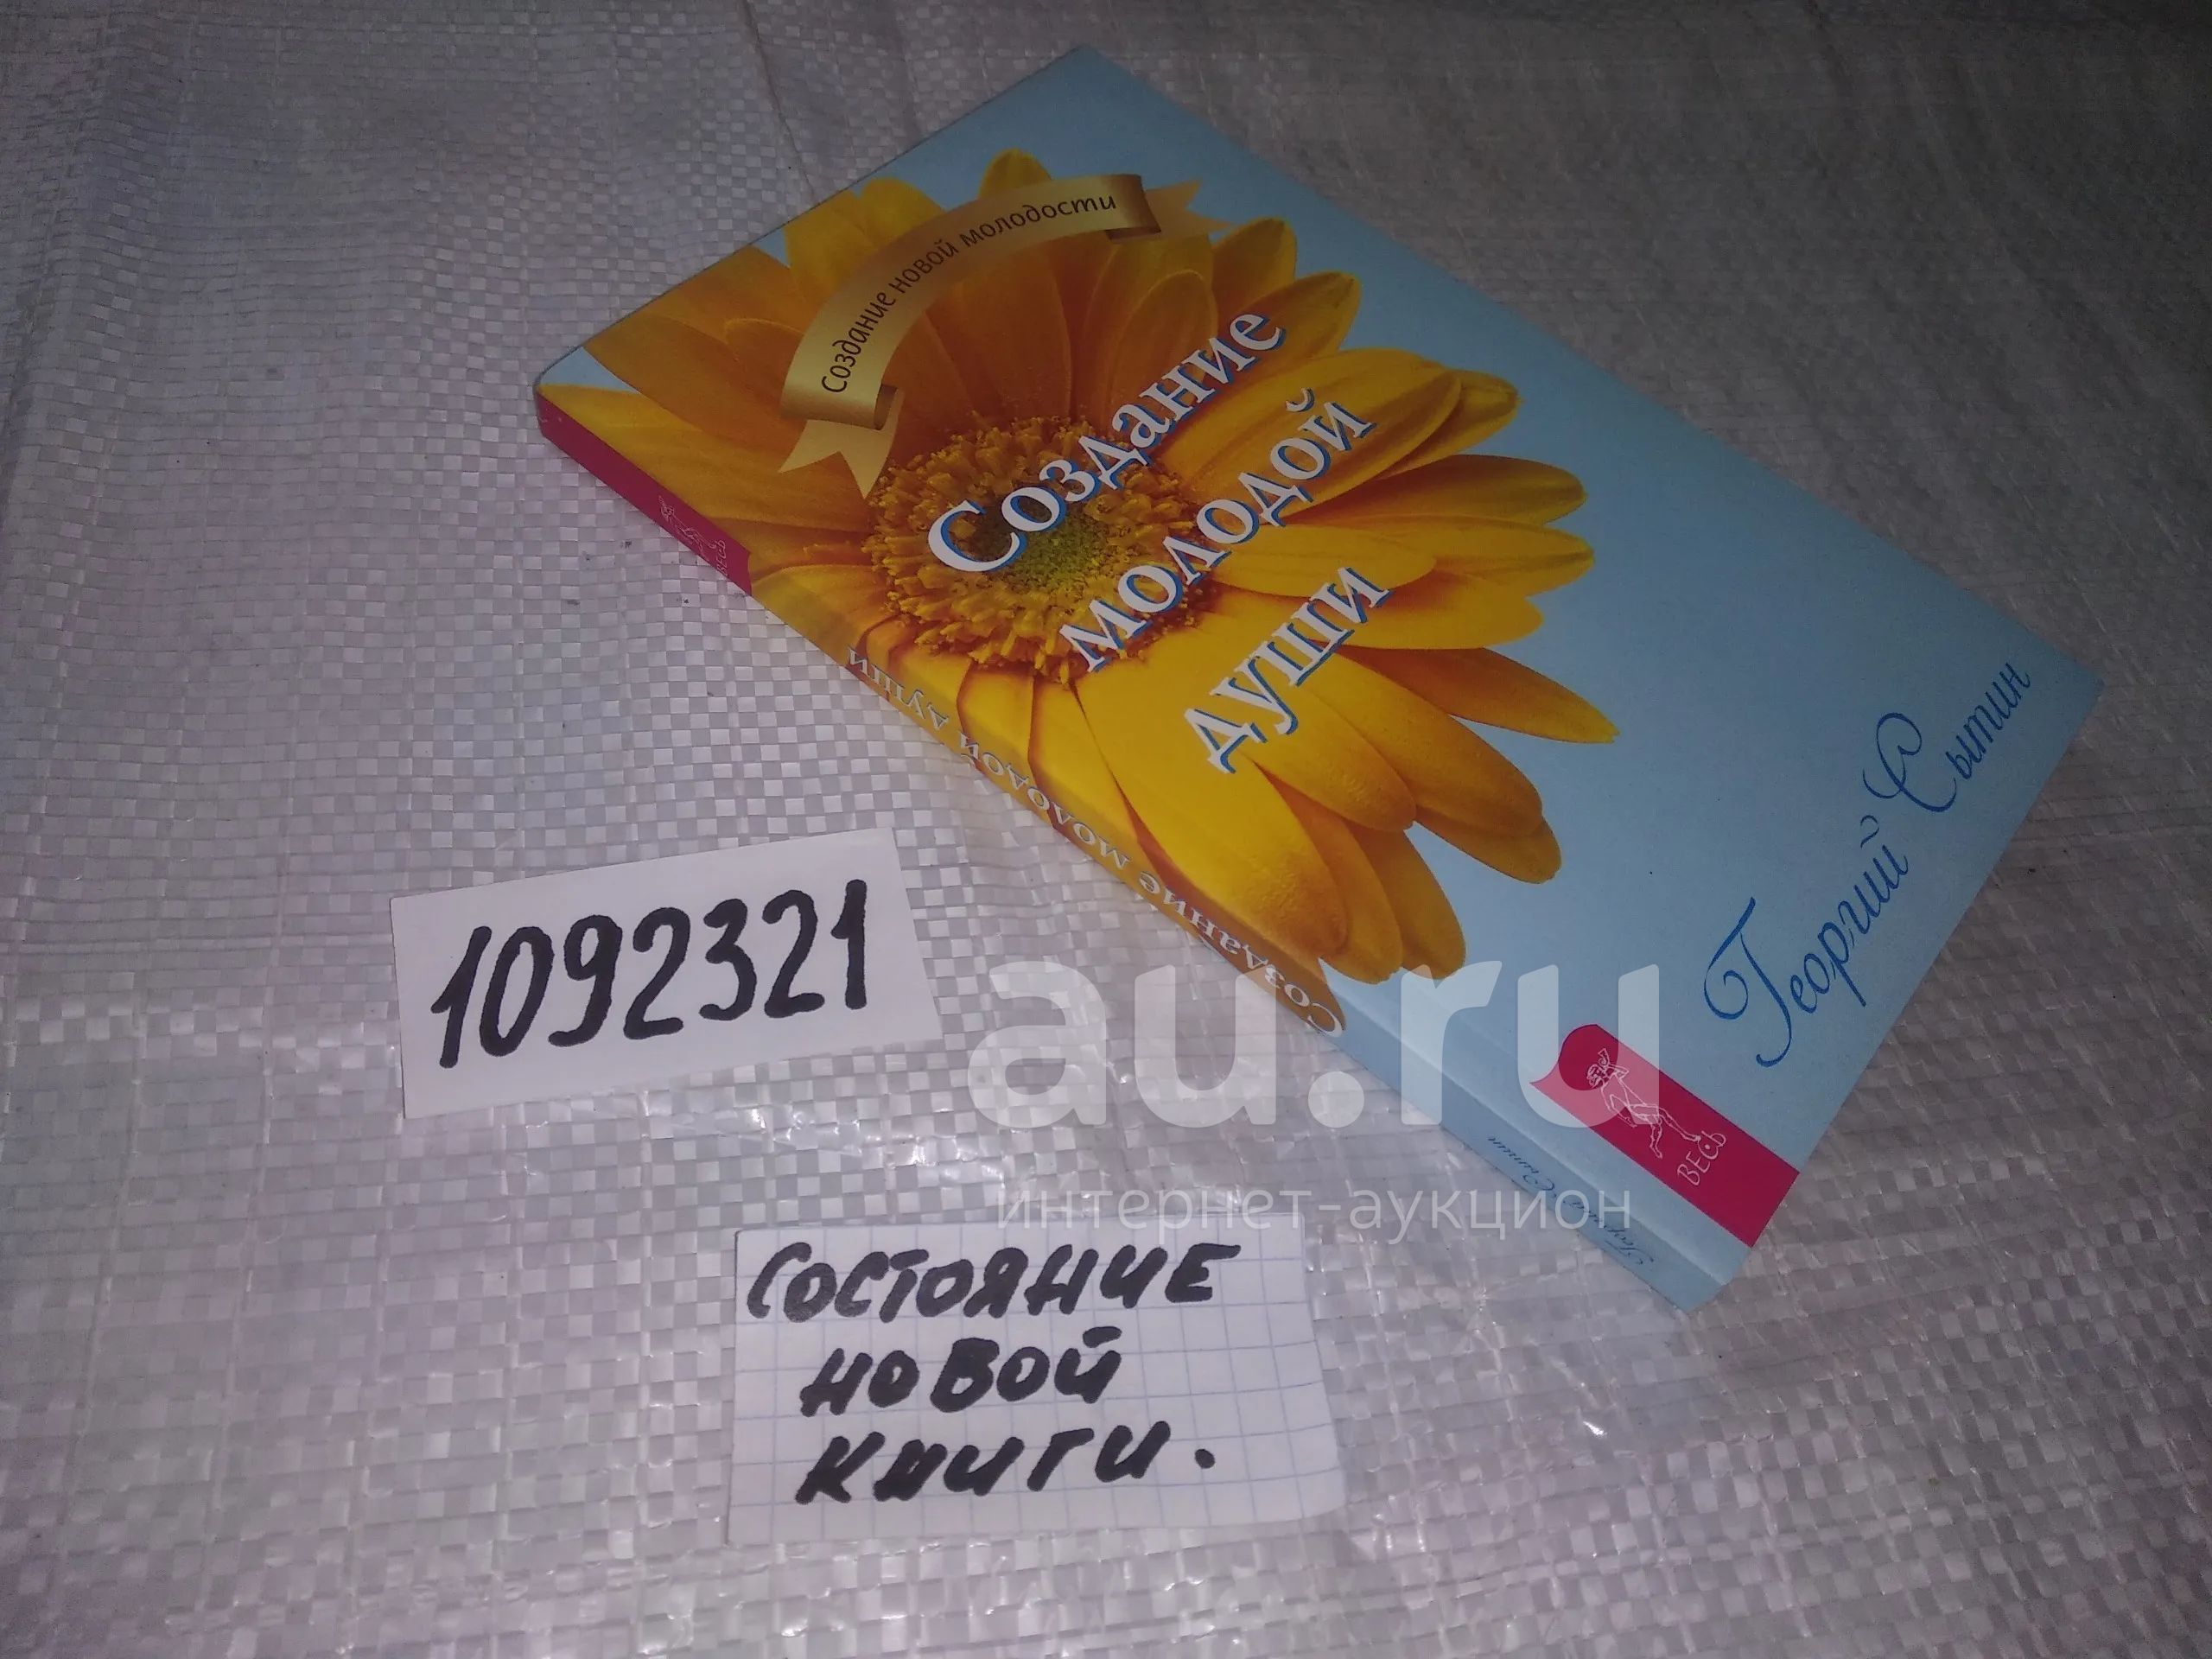 Создание новой молодости
Создание
молодой
души
Георгий Сытин
ВЕСЬ
ВЕСЬ
Создание молодой души
Георгий Сытин
1092321
au.ru
интернет-аукцион
СОСТОЯНИЕ
НОВОЙ
КНИГИ.